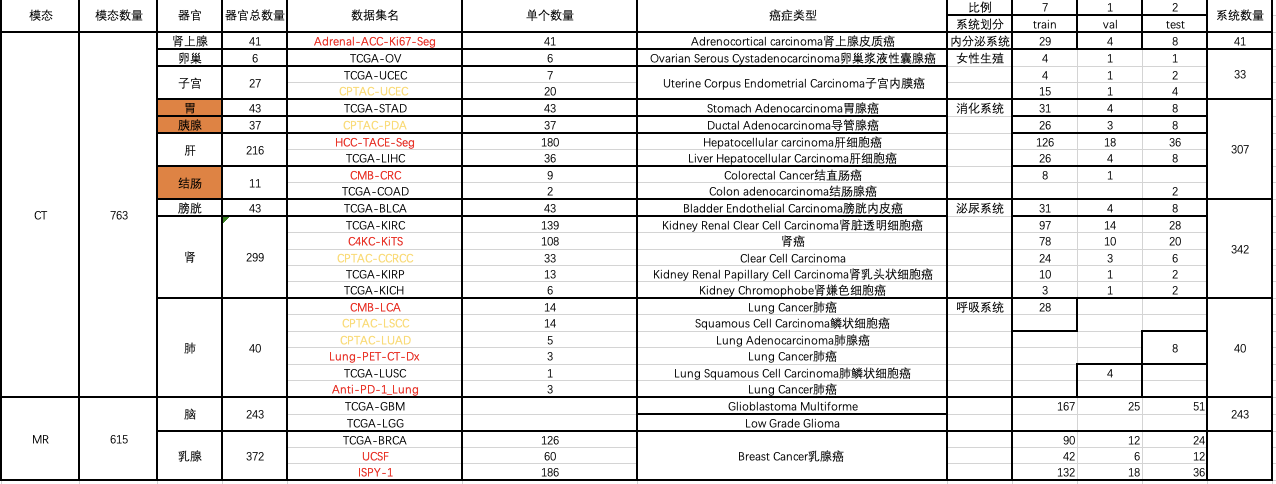 模态 模态数量 器官 器官总数量 数据集名 单个数量 癌症类型 比例 7 1 2 系统数量
系统划分 train val test
CT 763 肾上腺 41 Adrenal-ACC-Ki67-Seg 41 Adrenocortical carcinoma肾上腺皮质癌 内分泌系统 29 4 8 41
卵巢 6 TCGA-OV 6 Ovarian Serous Cystadenocarcinoma卵巢浆液性囊腺癌 女性生殖 4 1 1 33
子宫 27 TCGA-UCEC 7 Uterine Corpus Endometrial Carcinoma子宫内膜癌 4 1 2
CPTAC-UCEC 20 15 1 4
胃 43 TCGA-STAD 43 Stomach Adenocarcinoma胃腺癌 消化系统 31 4 8 307
胰腺 37 CPTAC-PDA 37 Ductal Adenocarcinoma导管腺癌 26 3 8
肝 216 HCC-TACE-Seg 180 Hepatocellular carcinoma肝细胞癌 126 18 36
TCGA-LIHC 36 Liver Hepatocellular Carcinoma肝细胞癌 26 4 8
结肠 11 CMB-CRC 9 Colorectal Cancer结直肠癌 8 1
TCGA-COAD 2 Colon adenocarcinoma结肠腺癌 2
膀胱 43 TCGA-BLCA 43 Bladder Endothelial Carcinoma膀胱内皮癌 泌尿系统 31 4 8 342
肾 299 TCGA-KIRC 139 Kidney Renal Clear Cell Carcinoma肾脏透明细胞癌 97 14 28
C4KC-KiTS 108 肾癌 78 10 20
CPTAC-CCRCC 33 Clear Cell Carcinoma 24 3 6
TCGA-KIRP 13 Kidney Renal Papillary Cell Carcinoma肾乳头状细胞癌 10 1 2
TCGA-KICH 6 Kidney Chromophobe肾嫌色细胞癌 3 1 2
肺 40 CMB-LCA 14 Lung Cancer肺癌 呼吸系统 28 40
CPTAC-LSCC 14 Squamous Cell Carcinoma鳞状细胞癌
CPTAC-LUAD 5 Lung Adenocarcinoma肺腺癌 8
Lung-PET-CT-Dx 3 Lung Cancer肺癌
TCGA-LUSC 1 Lung Squamous Cell Carcinoma肺鳞状细胞癌 4
Anti-PD-1_Lung 3 Lung Cancer肺癌
MR 615 脑 243 TCGA-GBM Glioblastoma Multiforme 167 25 51 243
TCGA-LGG Low Grade Glioma
乳腺 372 TCGA-BRCA 126 Breast Cancer乳腺癌 90 12 24
UCSF 60 42 6 12
ISPY-1 186 132 18 36